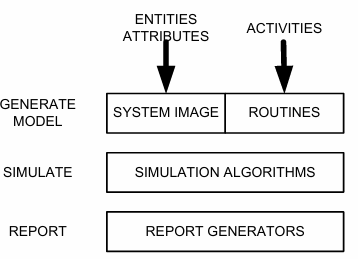 ENTITIES
ATTRIBUTES
ACTIVITIES
GENERATE
MODEL
SYSTEM IMAGE
ROUTINES
SIMULATE
SIMULATION ALGORITHMS
REPORT
REPORT GENERATORS